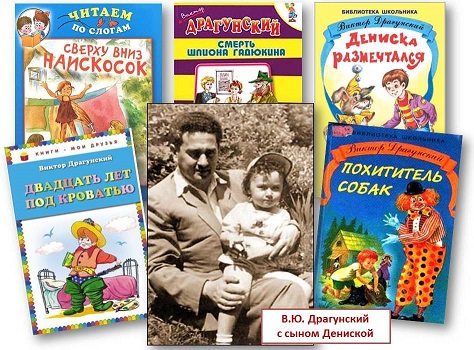 ЧИТАЕМ
ПО СЛОГАМ
СВЕРХУ ВНИЗ
НАИСКОСОК
Виктор
ДРАГУНСКИЙ
СМЕРТЬ
ШПИОНА ГАДЮКИНА
БИБЛИОТЕКА ШКОЛЬНИКА
Виктор Драгунский
ДЕНИСКА
РАЗМЕЧТАЛСЯ
КНИГИ - МОИ ДРУЗЬЯ
Виктор Драгунский
ДВАДЦАТЬ ЛЕТ
ПОД КРОВАТЬЮ
БИБЛИОТЕКА ШКОЛЬНИКА
Виктор Драгунский
ПОХИТИТЕЛЬ
СОБАК
В.Ю. Драгунский
с сыном Дениской